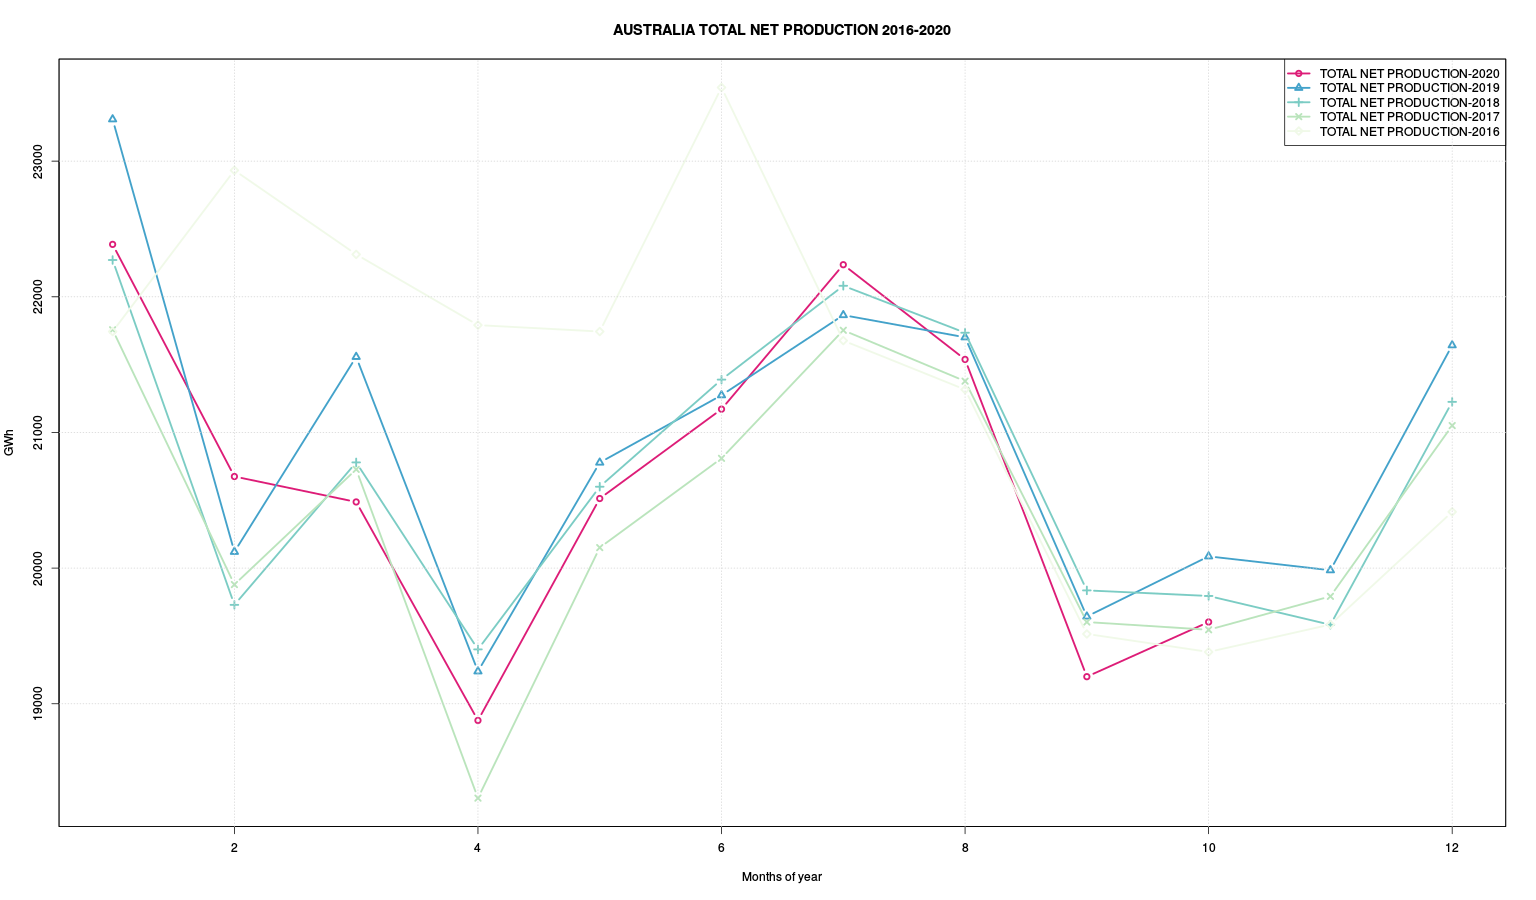 AUSTRALIA TOTAL NET PRODUCTION 2016-2020
TOTAL NET PRODUCTION-2020
TOTAL NET PRODUCTION-2019
TOTAL NET PRODUCTION-2018
TOTAL NET PRODUCTION-2017
TOTAL NET PRODUCTION-2016
23000
22000
21000
20000
19000
GWh
2 4 6 8 10 12
Months of year